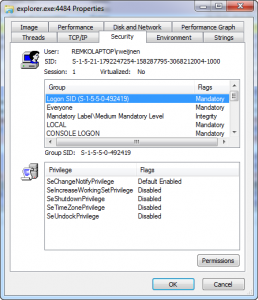 explorer.exe:4484 Properties
Image Performance Disk and Network Performance Graph
Threads TCP/IP Security Environment Strings
User: REMKOLAPTOP\rweijnen
SID: S-1-5-21-1792247254-158287795-3068212004-1000
Session: 1 Virtualized: No
Group Flags
Logon SID (S-1-5-5-0-492419) Mandatory
Everyone Mandatory
Mandatory Label\Medium Mandatory Level Integrity
LOCAL Mandatory
CONSOLE LOGON Mandatory
Group SID: S-1-5-5-0-492419
Privilege Flags
SeChangeNotifyPrivilege Default Enabled
SeIncreaseWorkingSetPrivilege Disabled
SeShutdownPrivilege Disabled
SeTimeZonePrivilege Disabled
SeUndockPrivilege Disabled
Permissions
OK Cancel